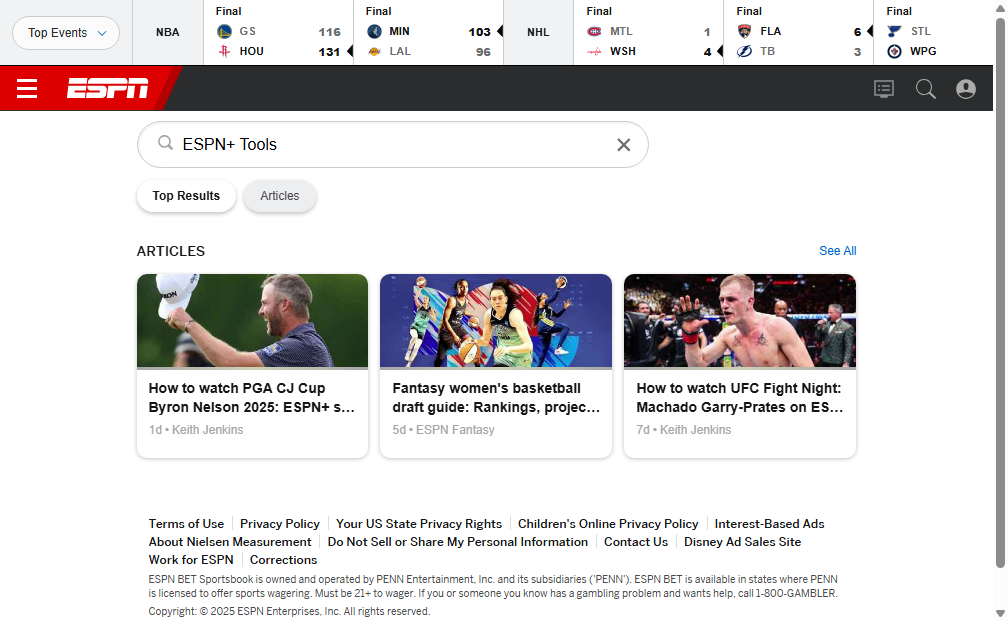 Top Events
NBA
Final
GS 116
HOU 131
Final
MIN 103
LAL 96
NHL
Final
MTL 1
WSH 4
Final
FLA 6
TB 3
Final
STL
WPG
ESPN
ESPN+ Tools
Top Results
Articles
ARTICLES
See All
How to watch PGA CJ Cup
Byron Nelson 2025: ESPN+ s...
1d • Keith Jenkins
Fantasy women's basketball
draft guide: Rankings, projec...
5d • ESPN Fantasy
How to watch UFC Fight Night:
Machado Garry-Prates on ES...
7d • Keith Jenkins
Terms of Use
Privacy Policy
Your US State Privacy Rights
Children's Online Privacy Policy
Interest-Based Ads
About Nielsen Measurement
Do Not Sell or Share My Personal Information
Contact Us
Disney Ad Sales Site
Work for ESPN
Corrections
ESPN BET Sportsbook is owned and operated by PENN Entertainment, Inc. and its subsidiaries ('PENN'). ESPN BET is available in states where PENN
is licensed to offer sports wagering. Must be 21+ to wager. If you or someone you know has a gambling problem and wants help, call 1-800-GAMBLER.
Copyright: © 2025 ESPN Enterprises, Inc. All rights reserved.